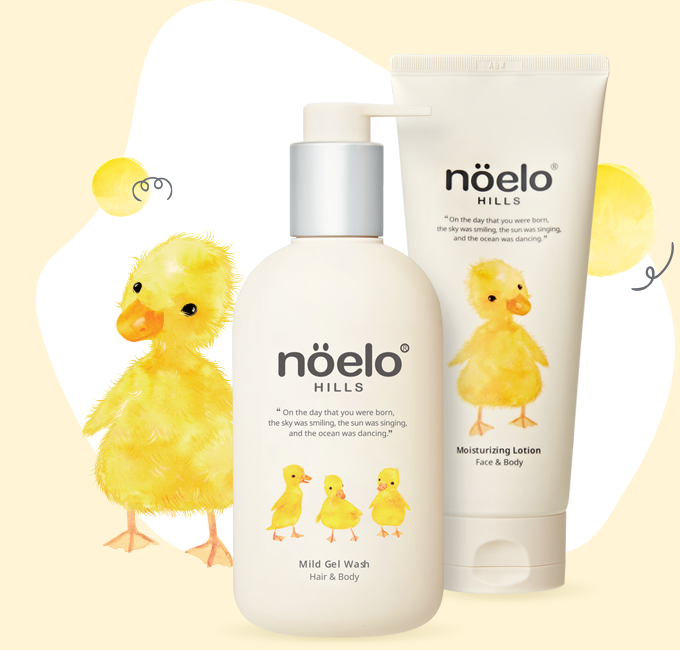 nöelo®
HILLS
“ On the day that you were born,
the sky was smiling, the sun was singing,
and the ocean was dancing.”
Mild Gel Wash
Hair & Body
nöelo®
HILLS
“ On the day that you were born,
the sky was smiling, the sun was singing,
and the ocean was dancing.”
Moisturizing Lotion
Face & Body